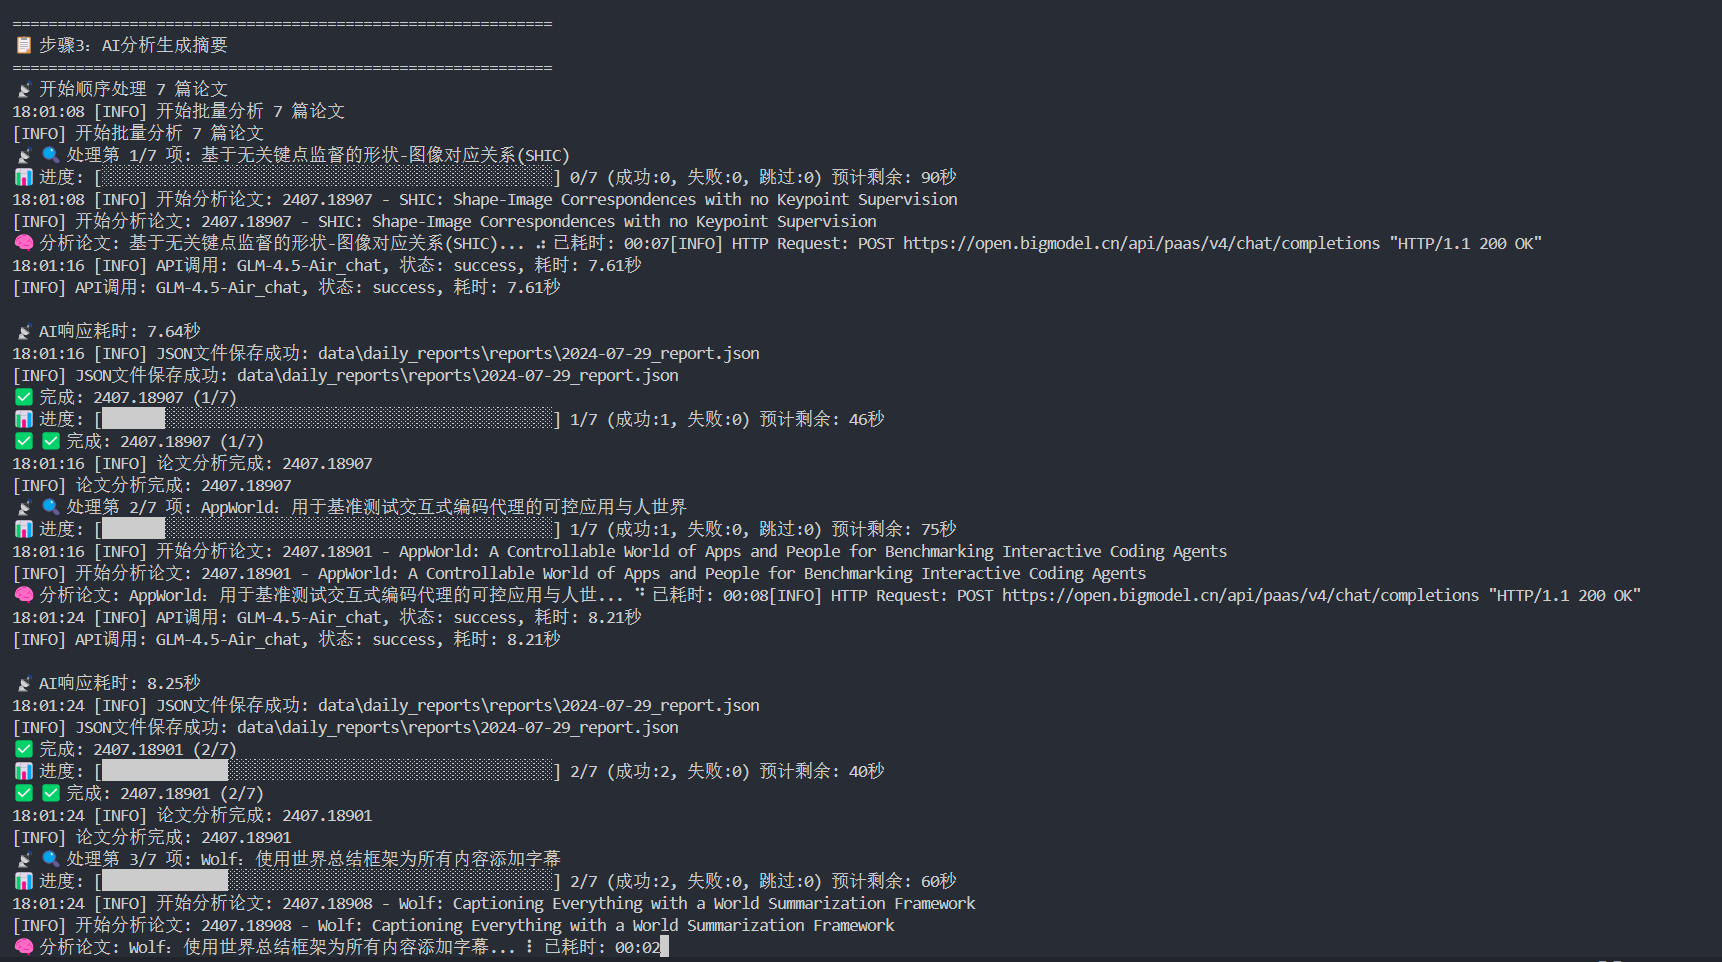 ============================================================
📋 步骤3: AI分析生成摘要
============================================================
📡 开始顺序处理 7 篇论文
18:01:08 [INFO] 开始批量分析 7 篇论文
[INFO] 开始批量分析 7 篇论文
📡 🔍 处理第 1/7 项: 基于无关键点监督的形状-图像对应关系(SHIC)
📊 进度: [░░░░░░░░░░░░░░░░░░░░░░░░░░░░░░░░░░░░░░░░░░░░░░░░░░] 0/7 (成功:0, 失败:0, 跳过:0) 预计剩余: 90秒
18:01:08 [INFO] 开始分析论文: 2407.18907 - SHIC: Shape-Image Correspondences with no Keypoint Supervision
[INFO] 开始分析论文: 2407.18907 - SHIC: Shape-Image Correspondences with no Keypoint Supervision
🧠 分析论文: 基于无关键点监督的形状-图像对应关系(SHIC)... ⠴ 已耗时: 00:07[INFO] HTTP Request: POST https://open.bigmodel.cn/api/paas/v4/chat/completions "HTTP/1.1 200 OK"
18:01:16 [INFO] API调用: GLM-4.5-Air_chat, 状态: success, 耗时: 7.61秒
[INFO] API调用: GLM-4.5-Air_chat, 状态: success, 耗时: 7.61秒
📡 AI响应耗时: 7.64秒
18:01:16 [INFO] JSON文件保存成功: data\daily_reports\reports\2024-07-29_report.json
[INFO] JSON文件保存成功: data\daily_reports\reports\2024-07-29_report.json
✅ 完成: 2407.18907 (1/7)
📊 进度: [███████░░░░░░░░░░░░░░░░░░░░░░░░░░░░░░░░░░░░░░░░░░░] 1/7 (成功:1, 失败:0) 预计剩余: 46秒
✅ ✅ 完成: 2407.18907 (1/7)
18:01:16 [INFO] 论文分析完成: 2407.18907
[INFO] 论文分析完成: 2407.18907
📡 🔍 处理第 2/7 项: AppWorld：用于基准测试交互式编码代理的可控应用与人世界
📊 进度: [███████░░░░░░░░░░░░░░░░░░░░░░░░░░░░░░░░░░░░░░░░░░░] 1/7 (成功:1, 失败:0, 跳过:0) 预计剩余: 75秒
18:01:16 [INFO] 开始分析论文: 2407.18901 - AppWorld: A Controllable World of Apps and People for Benchmarking Interactive Coding Agents
[INFO] 开始分析论文: 2407.18901 - AppWorld: A Controllable World of Apps and People for Benchmarking Interactive Coding Agents
🧠 分析论文: AppWorld：用于基准测试交互式编码代理的可控应用与人世... ⠙ 已耗时: 00:08[INFO] HTTP Request: POST https://open.bigmodel.cn/api/paas/v4/chat/completions "HTTP/1.1 200 OK"
18:01:24 [INFO] API调用: GLM-4.5-Air_chat, 状态: success, 耗时: 8.21秒
[INFO] API调用: GLM-4.5-Air_chat, 状态: success, 耗时: 8.21秒
📡 AI响应耗时: 8.25秒
18:01:24 [INFO] JSON文件保存成功: data\daily_reports\reports\2024-07-29_report.json
[INFO] JSON文件保存成功: data\daily_reports\reports\2024-07-29_report.json
✅ 完成: 2407.18901 (2/7)
📊 进度: [██████████████░░░░░░░░░░░░░░░░░░░░░░░░░░░░░░░░░░░░] 2/7 (成功:2, 失败:0) 预计剩余: 40秒
✅ ✅ 完成: 2407.18901 (2/7)
18:01:24 [INFO] 论文分析完成: 2407.18901
[INFO] 论文分析完成: 2407.18901
📡 🔍 处理第 3/7 项: Wolf：使用世界总结框架为所有内容添加字幕
📊 进度: [██████████████░░░░░░░░░░░░░░░░░░░░░░░░░░░░░░░░░░░░] 2/7 (成功:2, 失败:0, 跳过:0) 预计剩余: 60秒
18:01:24 [INFO] 开始分析论文: 2407.18908 - Wolf: Captioning Everything with a World Summarization Framework
[INFO] 开始分析论文: 2407.18908 - Wolf: Captioning Everything with a World Summarization Framework
🧠 分析论文: Wolf：使用世界总结框架为所有内容添加字幕... ⠇ 已耗时: 00:02